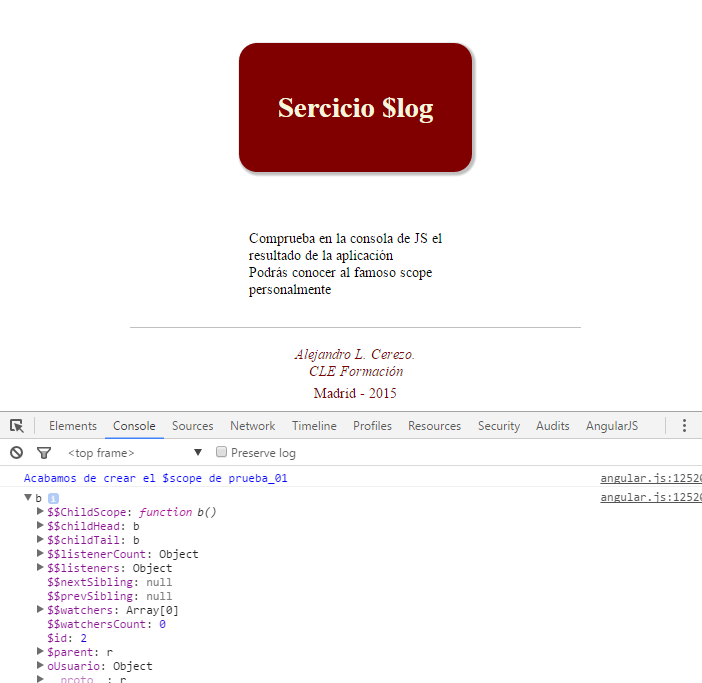 Sercicio $log
Comprueba en la consola de JS el
resultado de la aplicación
Podrás conocer al famoso scope
personalmente
Alejandro L. Cerezo.
CLE Formación
Madrid - 2015
Elements Console Sources Network Timeline Profiles Resources Security Audits AngularJS
<top frame> Preserve log
Acabamos de crear el $scope de prueba_01 angular.js:12520
b angular.js:12520
$$ChildScope: function b()
$$childHead: b
$$childTail: b
$$listenerCount: Object
$$listeners: Object
$$nextSibling: null
$$prevSibling: null
$$watchers: Array[0]
$$watchersCount: 0
$id: 2
$parent: r
oUsuario: Object
__proto__: r